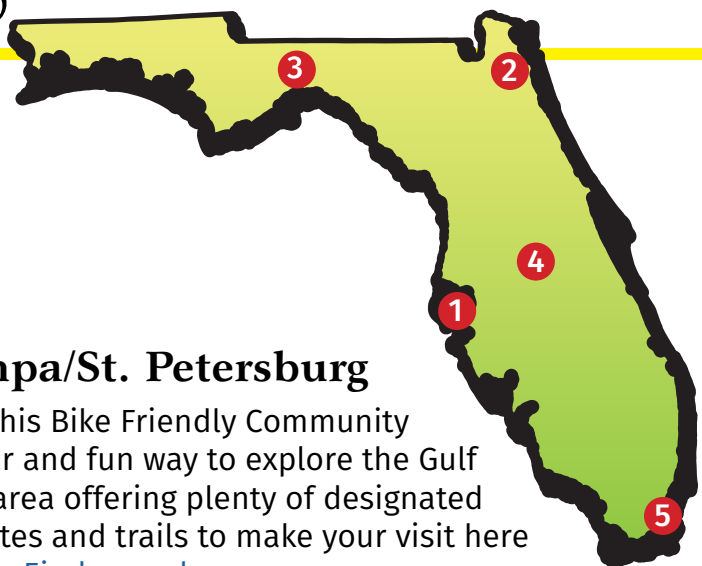 3
2
4
1
5
mpa/St. Petersburg
his Bike Friendly Community
r and fun way to explore the Gulf
area offering plenty of designated
tes and trails to make your visit here